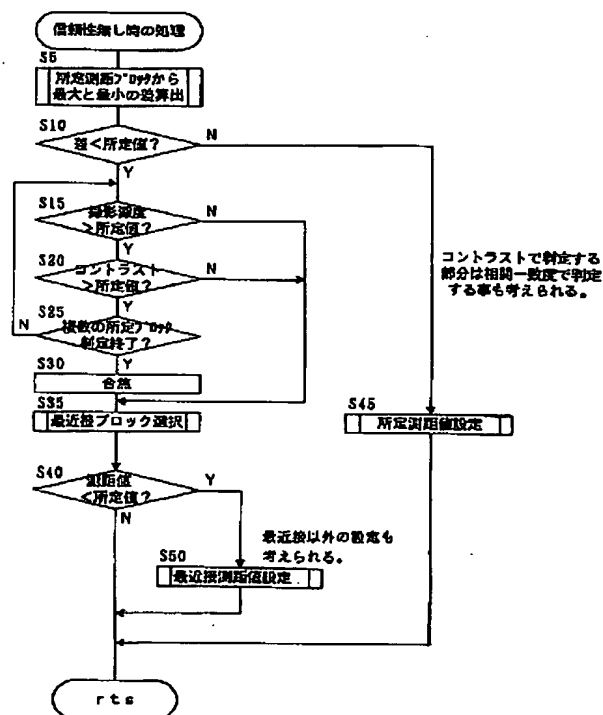 信頼性無し時の処理
S5
所定測距ブロックから
最大と最小の差算出
S10
差<所定値?
N
Y
S15
撮影源度
>所定値?
N
Y
S20
コントラスト
>所定値?
N
Y
S25
複数の所定ブロック
判定終了?
N
Y
S30
合焦
S35
最近接ブロック選択
S40
測距値
<所定値?
Y
N
コントラストで判定する
部分は相関一致度で判定
する事も考えられる。
S45
所定測距値設定
最近接以外の設定も
考えられる。
S50
最近接測距値設定
rts